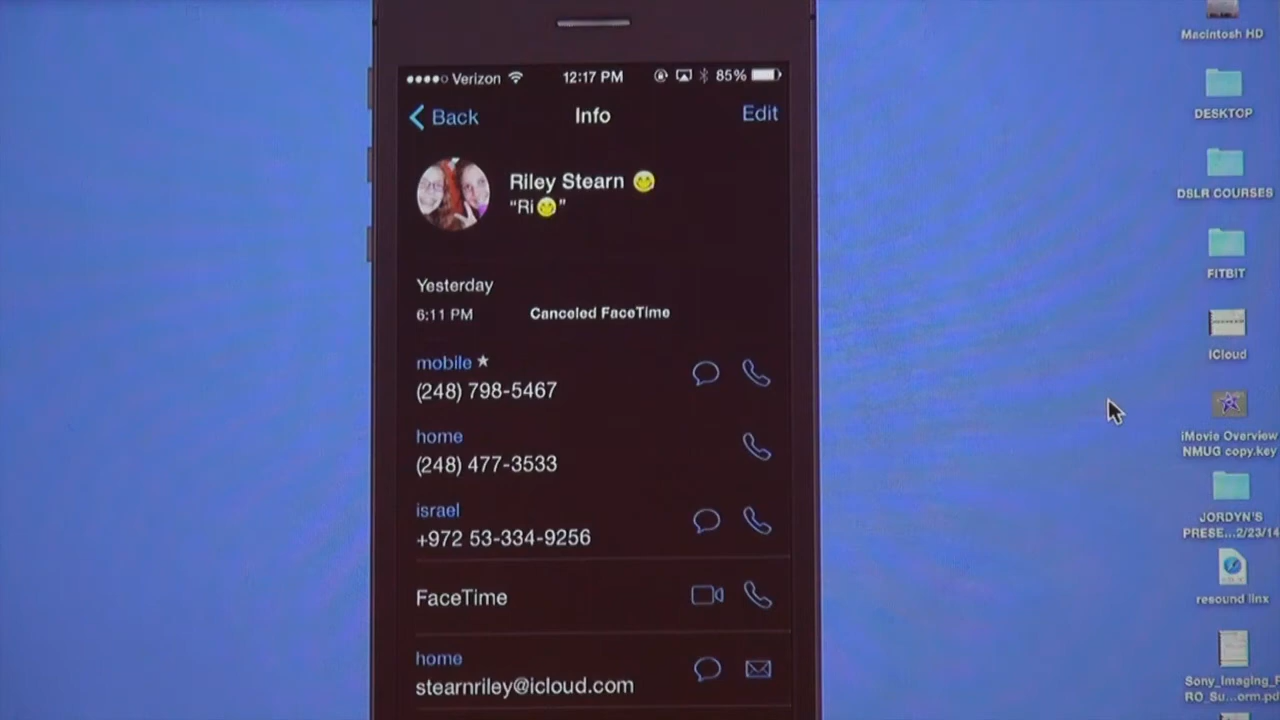 Verizon 12:17 PM 85%
Back Info Edit
Riley Stearn 😋
“Ri😋”
Yesterday
6:11 PM Canceled FaceTime
mobile ★
(248) 798-5467
home
(248) 477-3533
israel
+972 53-334-9256
FaceTime
home
stearnriley@icloud.com
Macintosh HD
DESKTOP
DSLR COURSES
FITBIT
iCloud
iMovie Overview
NMUG copy.key
JORDYN'S
PRESE...2/23/14
resound linx
Sony_Imaging_P
RO_Su...orm.pd